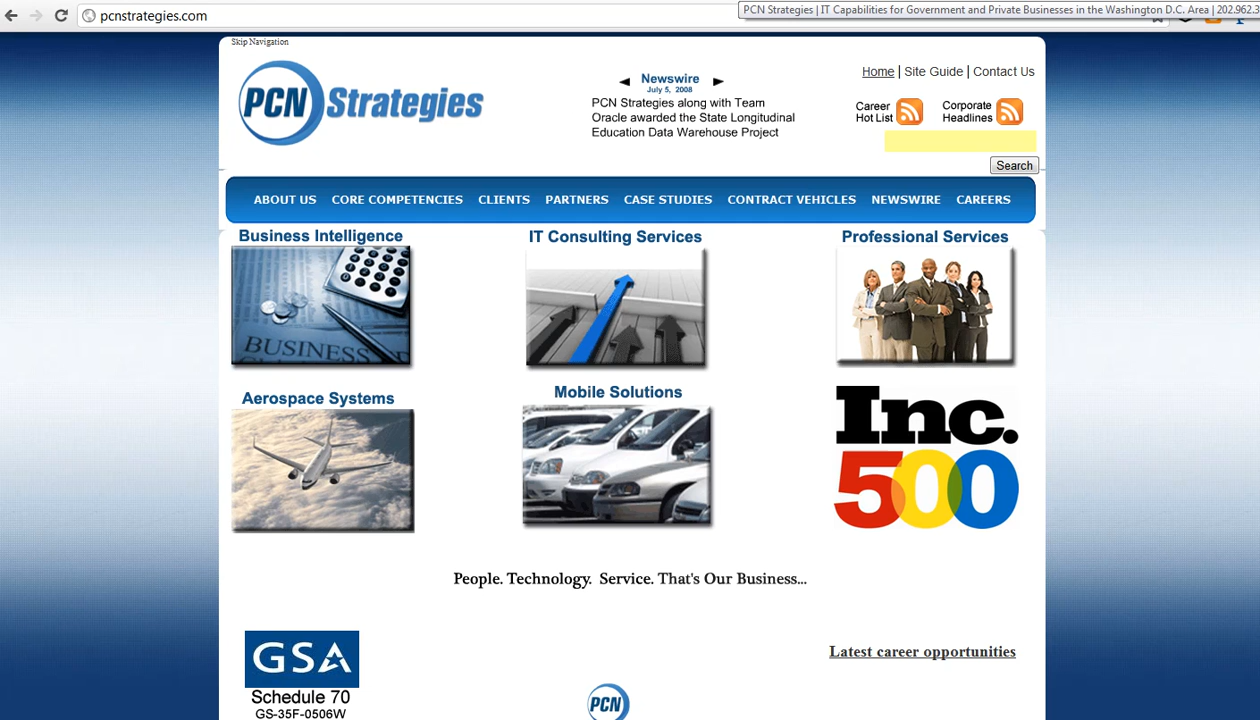 pcnstrategies.com
PCN Strategies | IT Capabilities for Government and Private Businesses in the Washington D.C. Area | 202.962.3
Skip Navigation
PCN Strategies
Newswire
July 5, 2008
PCN Strategies along with Team
Oracle awarded the State Longitudinal
Education Data Warehouse Project
Home | Site Guide | Contact Us
Career
Hot List
Corporate
Headlines
Search
ABOUT US CORE COMPETENCIES CLIENTS PARTNERS CASE STUDIES CONTRACT VEHICLES NEWSWIRE CAREERS
Business Intelligence
IT Consulting Services
Professional Services
BUSINESS
Aerospace Systems
Mobile Solutions
Inc.
500
People. Technology. Service. That's Our Business...
GSA
Schedule 70
GS-35F-0506W
Latest career opportunities
PCN